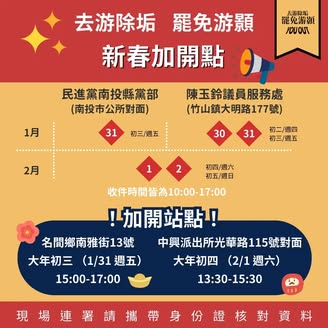 去游除垢 罷免游顥
新春加開點
去游除垢
罷免游顥
民進黨南投縣黨部
(南投市公所對面)
陳玉鈴議員服務處
(竹山鎮大明路177號)
1月
31
初三/週五
30
31
初二/週四
初三/週五
2月
1
2
初四/週六
初五/週日
收件時間皆為10:00-17:00
！加開站點！
名間鄉南雅街13號
大年初三 （1/31 週五）
15:00-17:00
中興派出所光華路115號對面
大年初四 （2/1 週六）
13:30-15:30
現場連署請攜帶身份證核對資料